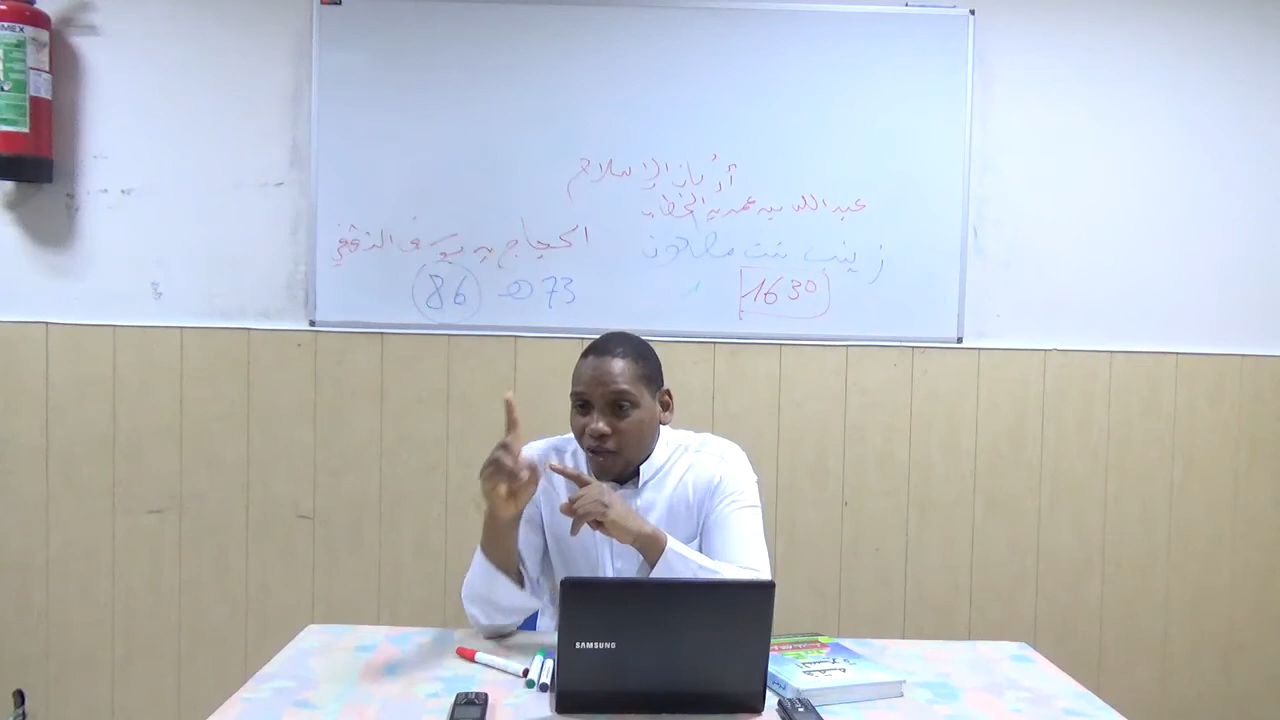 أركان الإسلام
عبد الله بن عمر بن الخطاب
زينب بنت مظعون
الحجاج بن يوسف الثقفي
1630
73 هـ
86
SAMSUNG